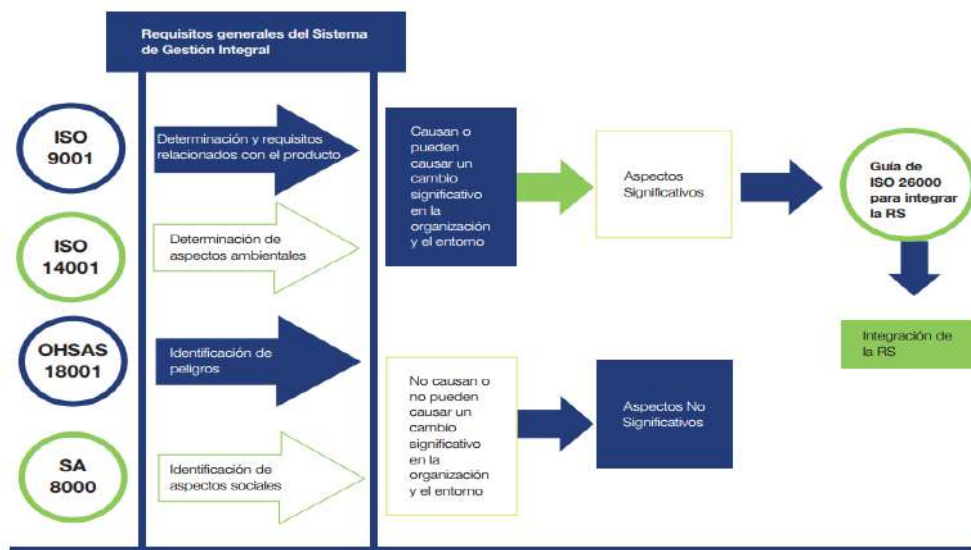 Requisitos generales del Sistema
de Gestión Integral
ISO
9001
Determinación y requisitos
relacionados con el producto
ISO
14001
Determinación de
aspectos ambientales
OHSAS
18001
Identificación de
peligros
SA
8000
Identificación de
aspectos sociales
Causan o
pueden
causar un
cambio
significativo
en la
organización
y el entorno
Aspectos
Significativos
Guía de
ISO 26000
para integrar
la RS
Integración de
la RS
No causan o
no pueden
causar un
cambio
significativo
en la
organización
y el entorno
Aspectos No
Significativos